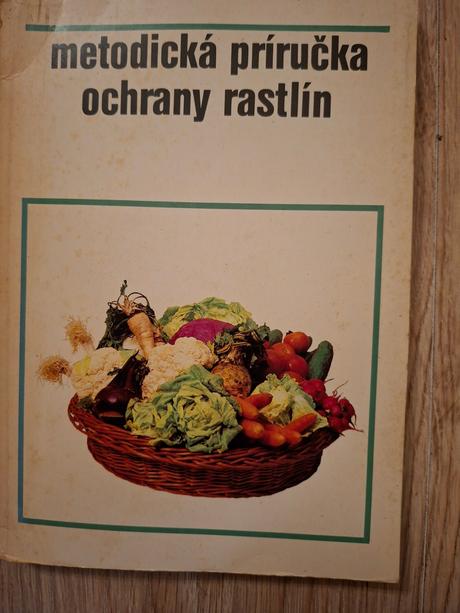 metodická príručka
ochrany rastlín